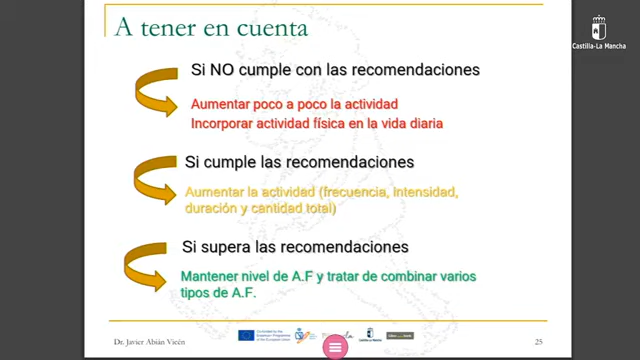 A tener en cuenta
Castilla-La Mancha
Si NO cumple con las recomendaciones
Aumentar poco a poco la actividad
Incorporar actividad física en la vida diaria
Si cumple las recomendaciones
Aumentar la actividad (frecuencia, intensidad,
duración y cantidad total)
Si supera las recomendaciones
Mantener nivel de A.F y tratar de combinar varios
tipos de A.F.
Dr. Javier Abián Vicén
25